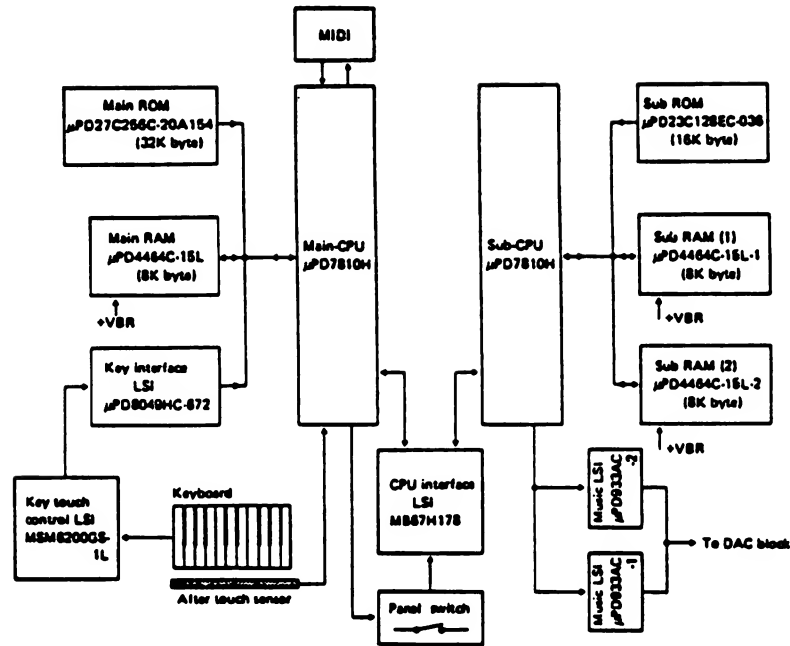 MIDI
Main ROM
µPD27C256C-20A154
(32K byte)
Main RAM
µPD4464C-15L
(8K byte)
+VBR
Key interface
LSI
µPD8049HC-672
Key touch
control LSI
MSM6200GS-
1L
Keyboard
After touch sensor
Main-CPU
µPD7810H
CPU interface
LSI
MB67H178
Panel switch
Sub-CPU
µPD7810H
Sub ROM
µPD23C128EC-036
(16K byte)
Sub RAM (1)
µPD4464C-15L-1
(8K byte)
+VBR
Sub RAM (2)
µPD4464C-15L-2
(8K byte)
+VBR
Music LSI
µPD933AC
-2
Music LSI
µPD933AC
-1
To DAC block